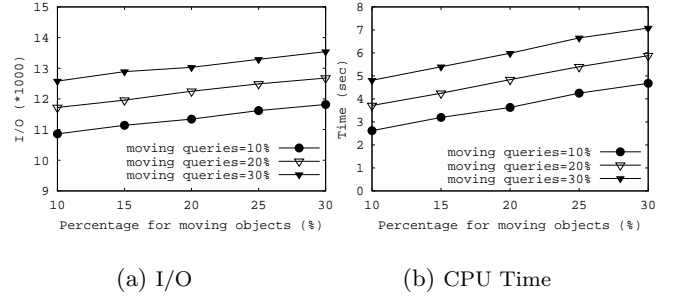 15
14
13
12
11
10
9
I/O (*1000)
moving queries=10%
moving queries=20%
moving queries=30%
10 15 20 25 30
Percentage for moving objects (%)
(a) I/O
8
7
6
5
4
3
2
1
0
Time (sec)
moving queries=10%
moving queries=20%
moving queries=30%
10 15 20 25 30
Percentage for moving objects (%)
(b) CPU Time